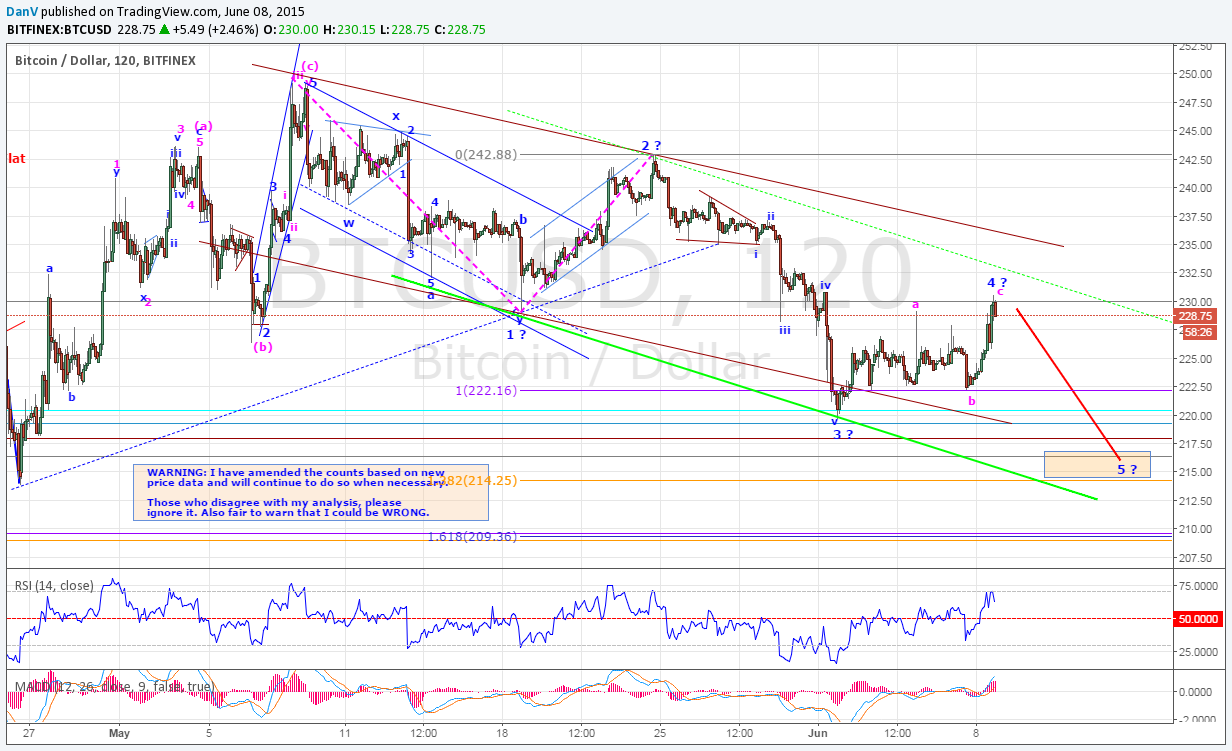 DanV published on TradingView.com, June 08, 2015
BITFINEX:BTCUSD 228.75 ▲ +5.49 (+2.46%) O:230.00 H:230.15 L:228.75 C:228.75
Bitcoin / Dollar, 120, BITFINEX
BTCUSD, 120
Bitcoin / Dollar
252.50
250.00
247.50
245.00
242.50
240.00
237.50
235.00
232.50
230.00
228.75
58:26
225.00
222.50
220.00
217.50
215.00
212.50
210.00
207.50
lat
a
b
1
y
x
2
3
v
iii
iv
4
i
ii
(a)
c
5
(b)
2
1
3
4
i
ii
(c)
5
x
2
1
w
3
4
5
a
b
y
1 ?
2 ?
i
ii
iii
iv
v
3 ?
a
b
c
4 ?
5 ?
0(242.88)
1(222.16)
1.382(214.25)
1.618(209.36)
WARNING: I have amended the counts based on new
price data and will continue to do so when necessary.
Those who disagree with my analysis, please
ignore it. Also fair to warn that I could be WRONG.
RSI (14, close)
75.0000
50.0000
25.0000
MACD (12, 26, close, 9, false, true)
0.0000
-2.0000
27
May
5
11
12:00
18
12:00
25
12:00
Jun
12:00
8